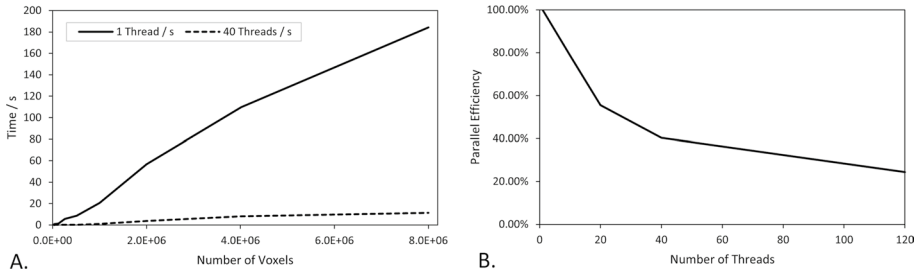 200
180
160
140
120
100
80
60
40
20
0
Time / s
1 Thread / s
40 Threads / s
0.0E+00
2.0E+06
4.0E+06
6.0E+06
8.0E+06
Number of Voxels
A.
100.00%
80.00%
60.00%
40.00%
20.00%
0.00%
Parallel Efficiency
0
20
40
60
80
100
120
Number of Threads
B.